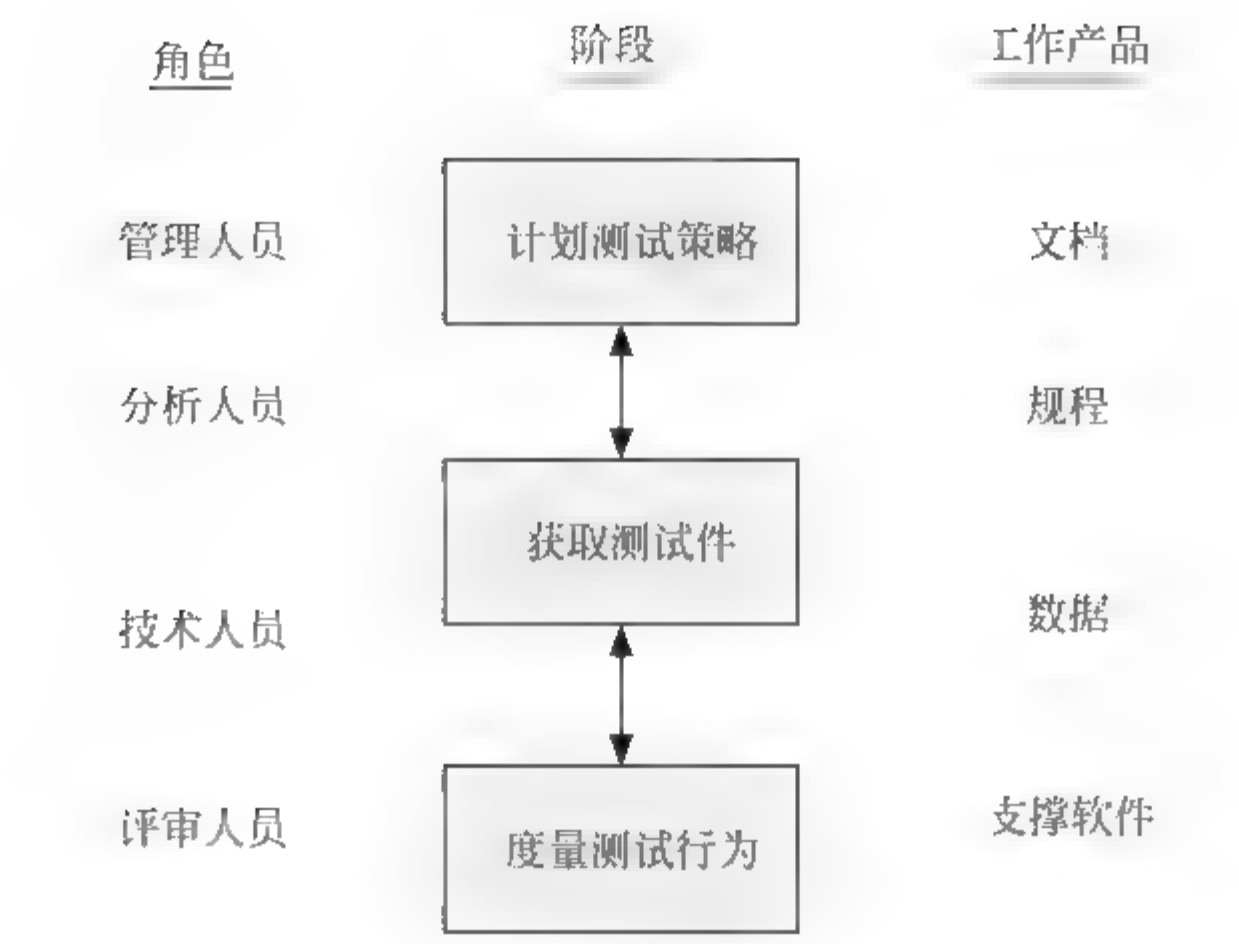 角色
阶段
工作产品
管理人员
计划测试策略
文档
分析人员
规程
获取测试件
技术人员
数据
评审人员
度量测试行为
支撑软件